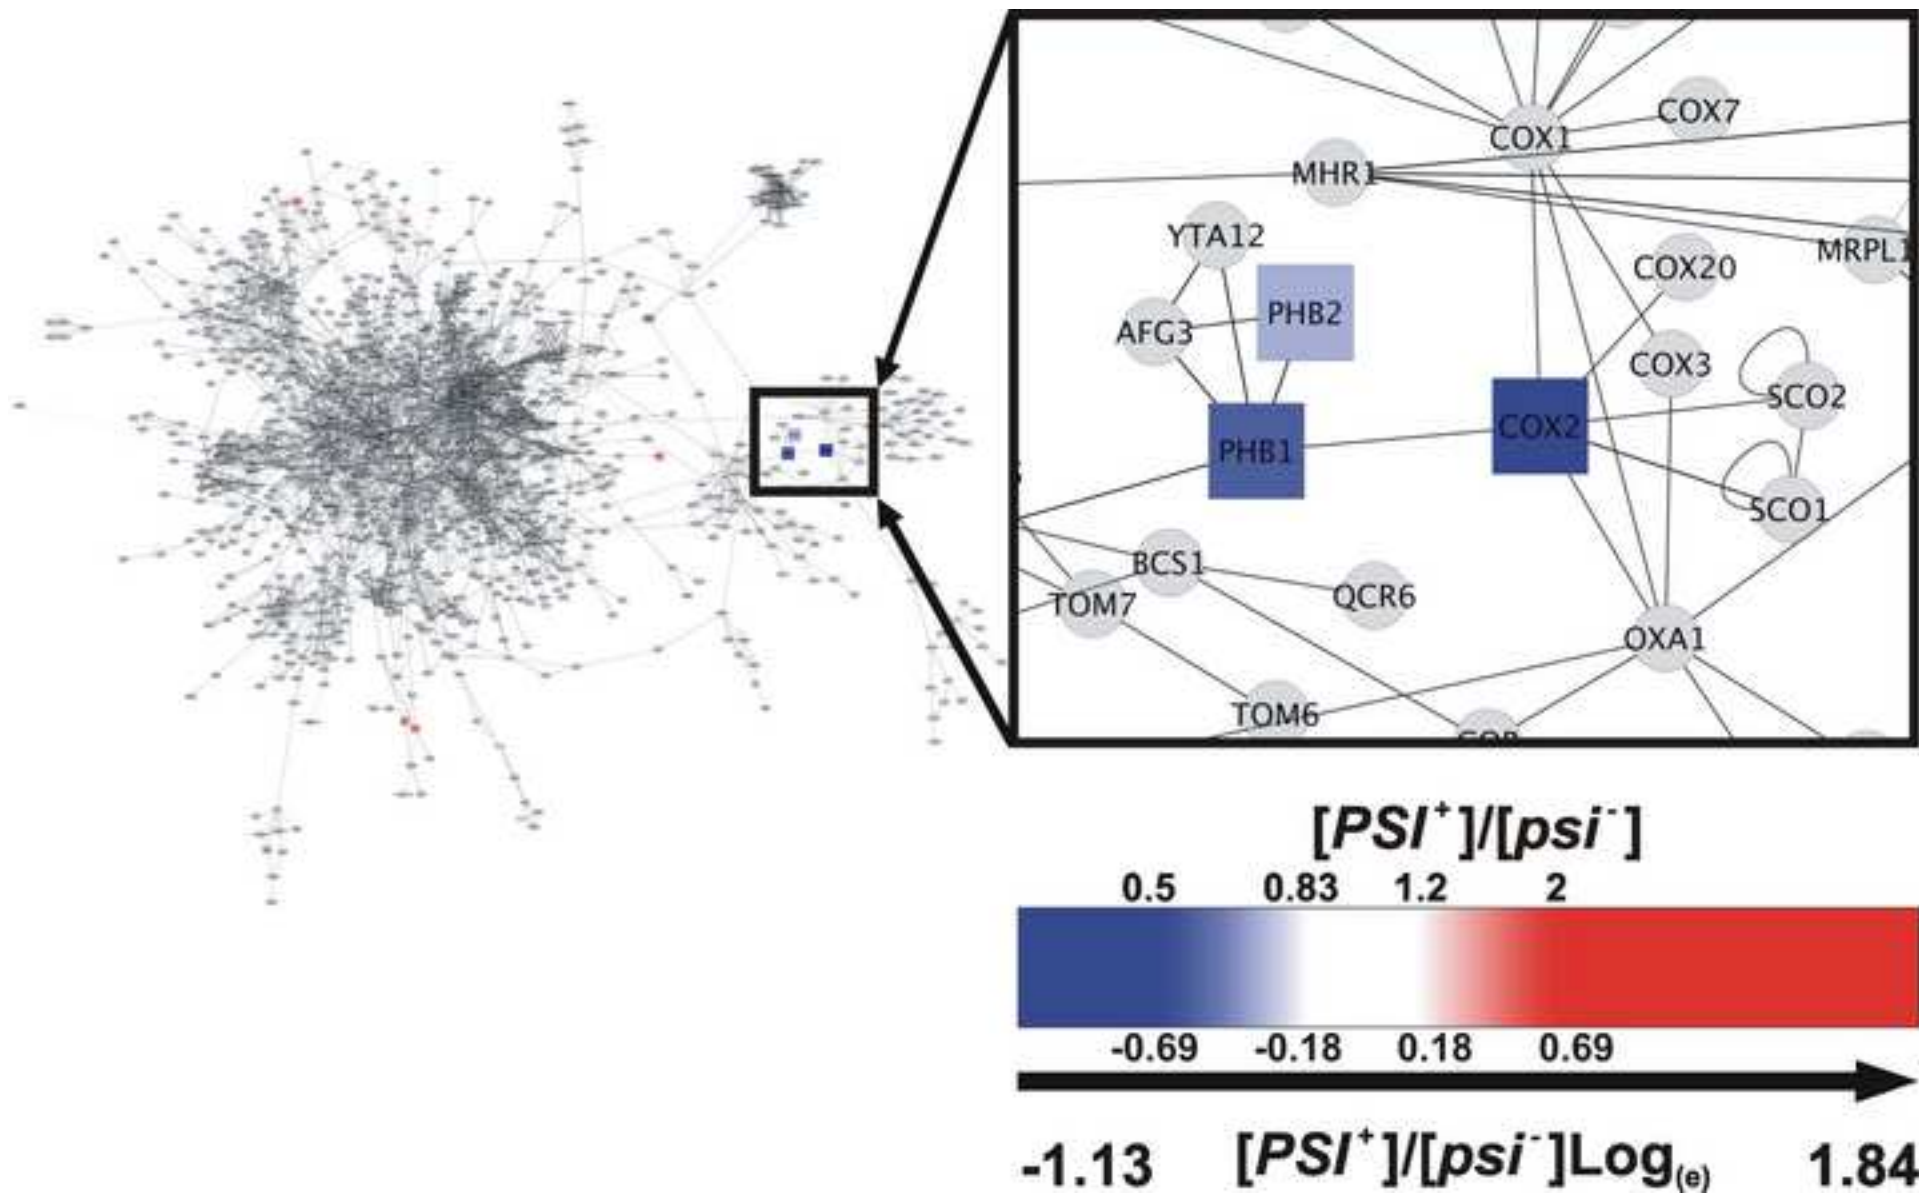 COX7
COX1
MHR1
YTA12
MRPL1
COX20
PHB2
AFG3
COX3
SCO2
COX2
PHB1
SCO1
BCS1
QCR6
TOM7
OXA1
TOM6
[PSI⁺]/[psi⁻]
0.5 0.83 1.2 2
-0.69 -0.18 0.18 0.69
-1.13 [PSI⁺]/[psi⁻]Log(e) 1.84